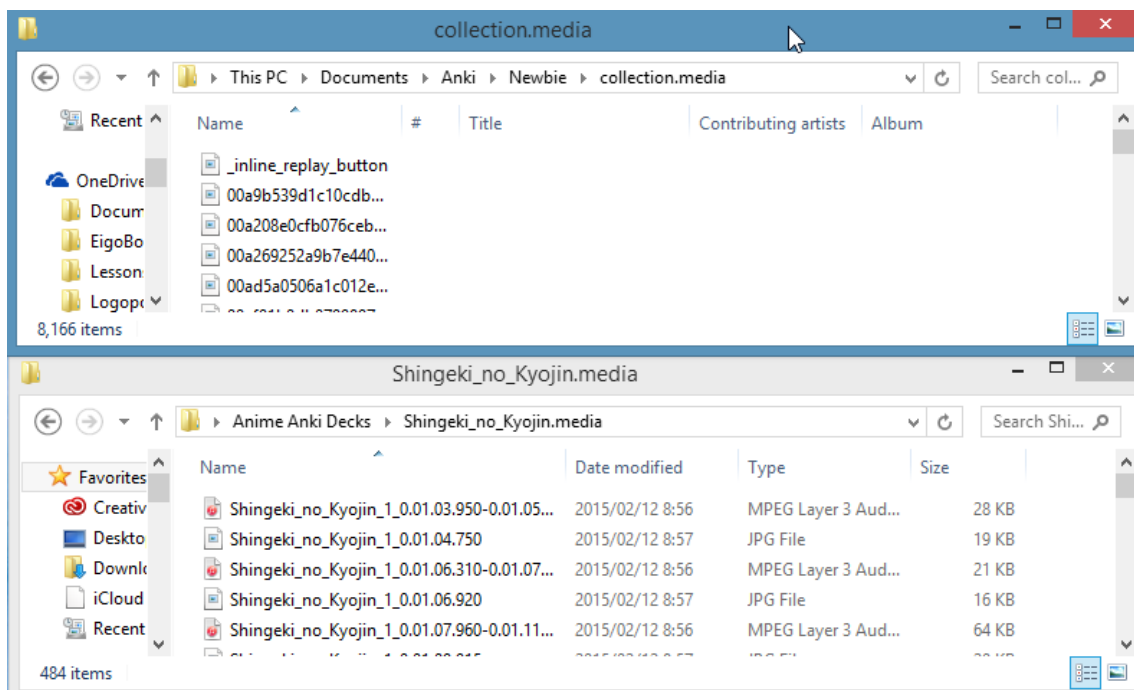 collection.media
This PC Documents Anki Newbie collection.media Search col...
Recent Name # Title Contributing artists Album
_inline_replay_button
OneDrive 00a9b539d1c10cdb...
Docum 00a208e0cfb076ceb...
EigoBo 00a269252a9b7e440...
Lesson 00ad5a0506a1c012e...
Logopo
8,166 items
Shingeki_no_Kyojin.media
Anime Anki Decks Shingeki_no_Kyojin.media Search Shi...
Favorites Name Date modified Type Size
Creativ Shingeki_no_Kyojin_1_0.01.03.950-0.01.05... 2015/02/12 8:56 MPEG Layer 3 Aud... 28 KB
Deskto Shingeki_no_Kyojin_1_0.01.04.750 2015/02/12 8:57 JPG File 19 KB
Downlo Shingeki_no_Kyojin_1_0.01.06.310-0.01.07... 2015/02/12 8:56 MPEG Layer 3 Aud... 21 KB
iCloud Shingeki_no_Kyojin_1_0.01.06.920 2015/02/12 8:57 JPG File 16 KB
Recent Shingeki_no_Kyojin_1_0.01.07.960-0.01.11... 2015/02/12 8:56 MPEG Layer 3 Aud... 64 KB
484 items